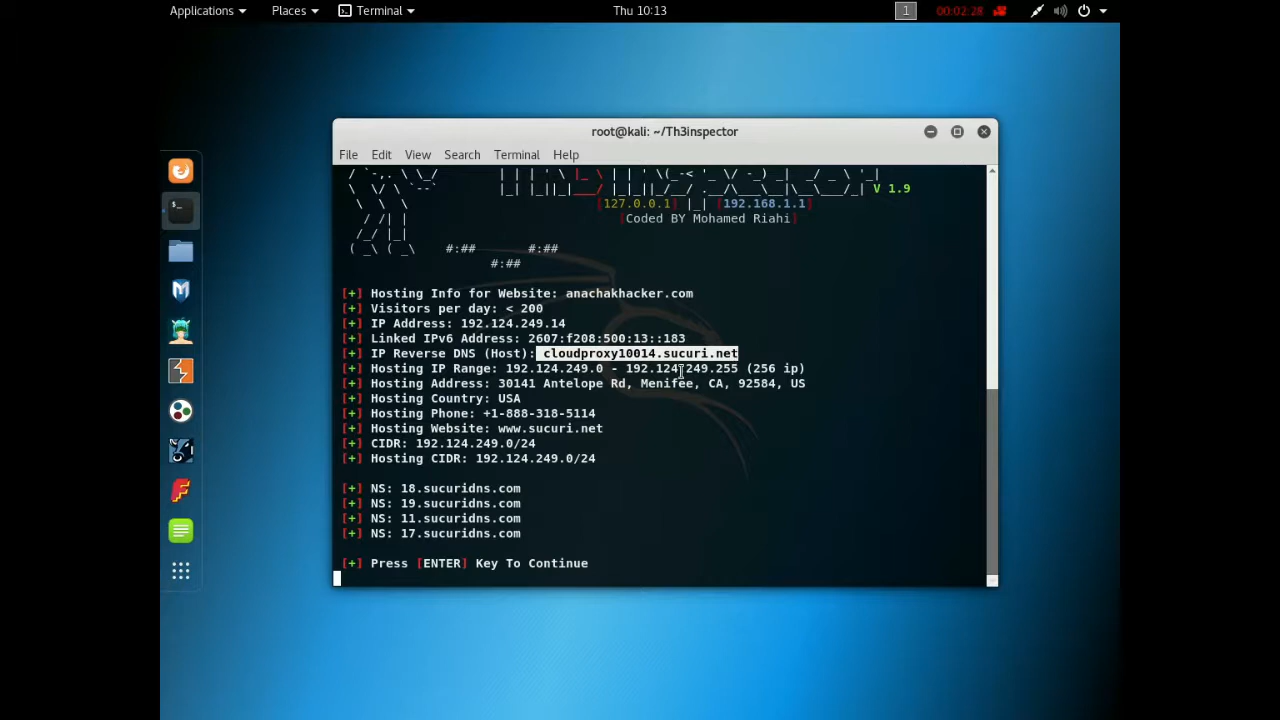 Applications Places Terminal Thu 10:13 1 00:02:28
root@kali: ~/Th3inspector
File Edit View Search Terminal Help
V 1.9
[127.0.0.1] |_| [192.168.1.1]
[Coded BY Mohamed Riahi]
#:## #:##
#:##
[+] Hosting Info for Website: anachakhacker.com
[+] Visitors per day: < 200
[+] IP Address: 192.124.249.14
[+] Linked IPv6 Address: 2607:f208:500:13::183
[+] IP Reverse DNS (Host): cloudproxy10014.sucuri.net
[+] Hosting IP Range: 192.124.249.0 - 192.124.249.255 (256 ip)
[+] Hosting Address: 30141 Antelope Rd, Menifee, CA, 92584, US
[+] Hosting Country: USA
[+] Hosting Phone: +1-888-318-5114
[+] Hosting Website: www.sucuri.net
[+] CIDR: 192.124.249.0/24
[+] Hosting CIDR: 192.124.249.0/24
[+] NS: 18.sucuridns.com
[+] NS: 19.sucuridns.com
[+] NS: 11.sucuridns.com
[+] NS: 17.sucuridns.com
[+] Press [ENTER] Key To Continue